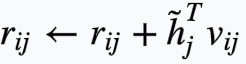 r_{ij} ← r_{ij} + \tilde{h}_j^T v_{ij}